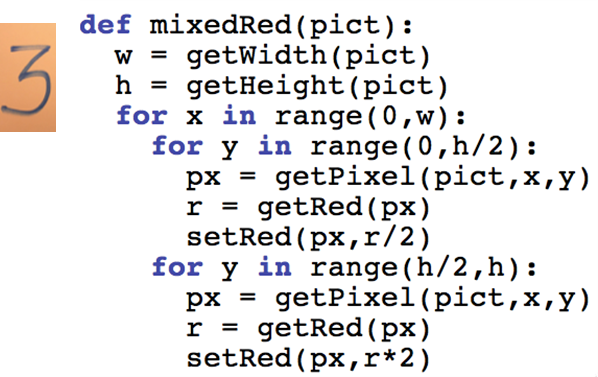 3
def mixedRed(pict):
  w = getWidth(pict)
  h = getHeight(pict)
  for x in range(0,w):
    for y in range(0,h/2):
      px = getPixel(pict,x,y)
      r = getRed(px)
      setRed(px,r/2)
    for y in range(h/2,h):
      px = getPixel(pict,x,y)
      r = getRed(px)
      setRed(px,r*2)